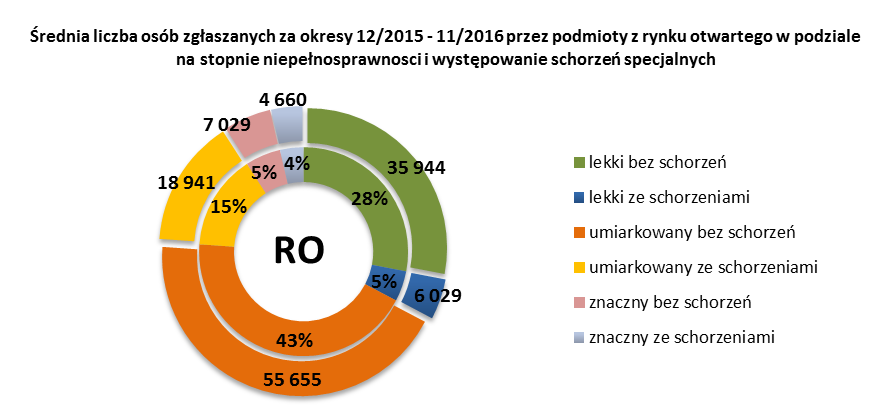 Średnia liczba osób zgłaszanych za okresy 12/2015 - 11/2016 przez podmioty z rynku otwartego w podziale
na stopnie niepełnosprawnosci i występowanie schorzeń specjalnych
4 660
7 029
35 944
18 941
4%
5%
28%
15%
RO
5%
6 029
43%
55 655
lekki bez schorzeń
lekki ze schorzeniami
umiarkowany bez schorzeń
umiarkowany ze schorzeniami
znaczny bez schorzeń
znaczny ze schorzeniami